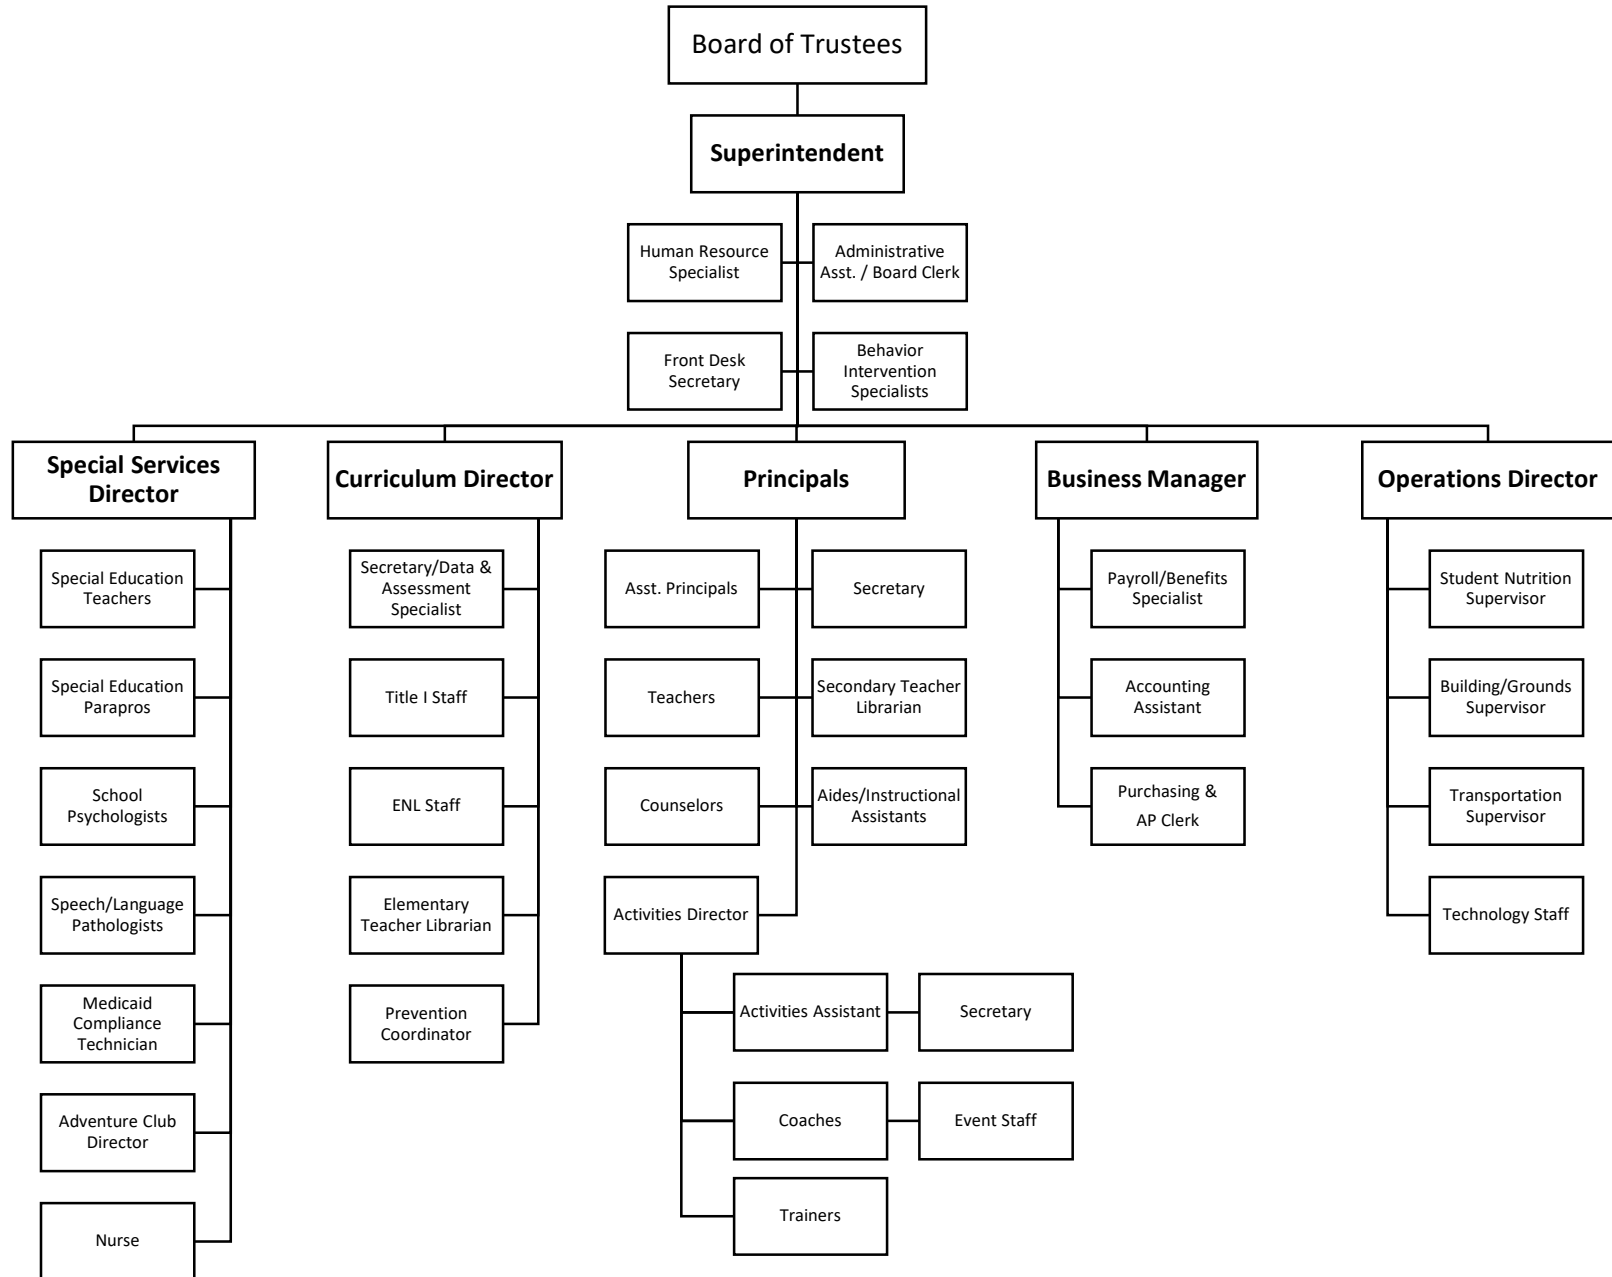 Board of Trustees
Superintendent
Human Resource
Specialist
Administrative
Asst. / Board Clerk
Front Desk
Secretary
Behavior
Intervention
Specialists
Special Services
Director
Curriculum Director
Principals
Business Manager
Operations Director
Special Education
Teachers
Special Education
Parapros
School
Psychologists
Speech/Language
Pathologists
Medicaid
Compliance
Technician
Adventure Club
Director
Nurse
Secretary/Data &
Assessment
Specialist
Title I Staff
ENL Staff
Elementary
Teacher Librarian
Prevention
Coordinator
Asst. Principals
Secretary
Teachers
Secondary Teacher
Librarian
Counselors
Aides/Instructional
Assistants
Activities Director
Activities Assistant
Secretary
Coaches
Event Staff
Trainers
Payroll/Benefits
Specialist
Accounting
Assistant
Purchasing &
AP Clerk
Student Nutrition
Supervisor
Building/Grounds
Supervisor
Transportation
Supervisor
Technology Staff